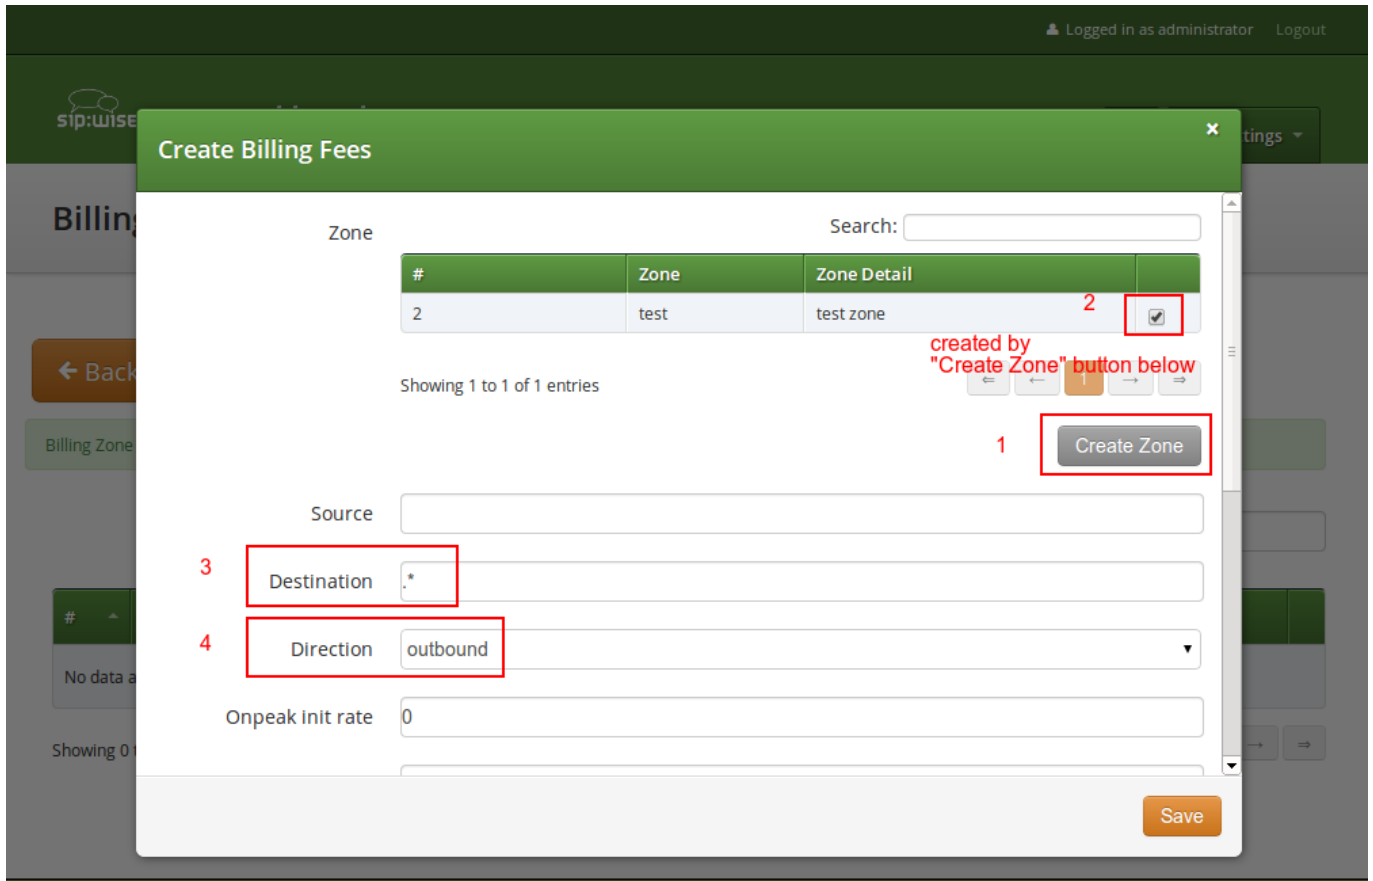 Logged in as administrator Logout
sip:wise
tings
Create Billing Fees ×
Billing
Zone Search:
# Zone Zone Detail
2 test test zone 2
created by
"Create Zone" button below
Back
Showing 1 to 1 of 1 entries ⇐ ← 1 → ⇒
Billing Zone
1 Create Zone
Source
3 Destination .*
#
4 Direction outbound
No data a
Onpeak init rate 0
Showing 0 t → ⇒
Save